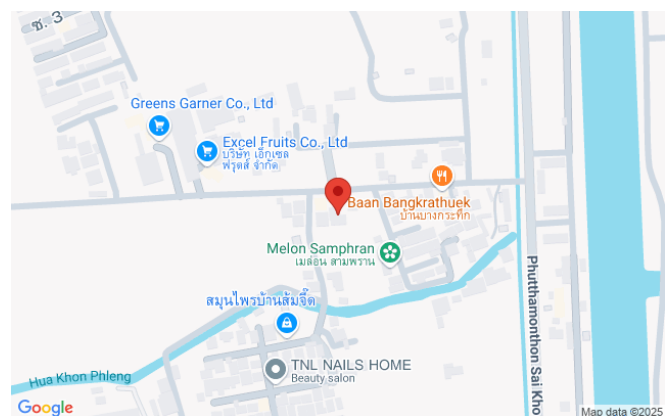 ซ. 3
Greens Garner Co., Ltd
Excel Fruits Co., Ltd
บริษัท เอ็กเซล
ฟรุตส์ จำกัด
Baan Bangkrathuek
บ้านบางกระทึก
Melon Samphran
เมล่อน สามพราน
สมุนไพรบ้านส้มจี๊ด
TNL NAILS HOME
Beauty salon
Hua Khon Phleng
Phutthamonthon Sai Kho
Google
Map data ©2025